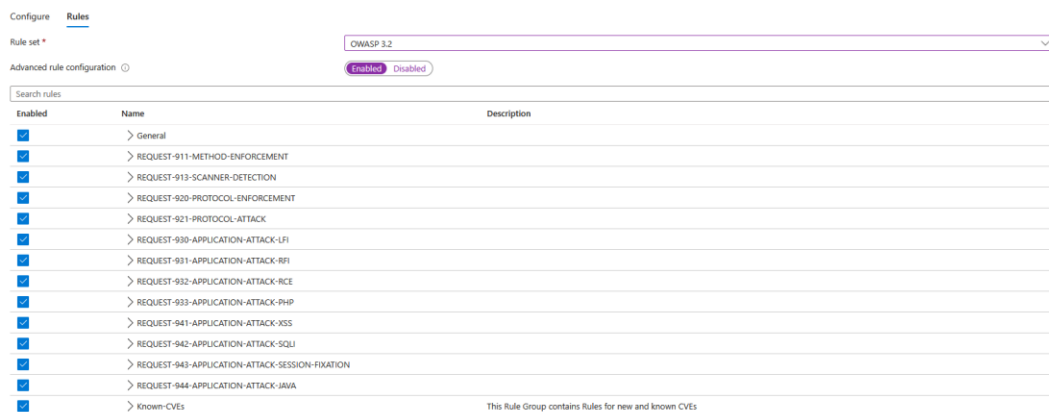 Configure Rules
Rule set * OWASP 3.2
Advanced rule configuration Enabled Disabled
Search rules
Enabled Name Description
General
REQUEST-911-METHOD-ENFORCEMENT
REQUEST-913-SCANNER-DETECTION
REQUEST-920-PROTOCOL-ENFORCEMENT
REQUEST-921-PROTOCOL-ATTACK
REQUEST-930-APPLICATION-ATTACK-LFI
REQUEST-931-APPLICATION-ATTACK-RFI
REQUEST-932-APPLICATION-ATTACK-RCE
REQUEST-933-APPLICATION-ATTACK-PHP
REQUEST-941-APPLICATION-ATTACK-XSS
REQUEST-942-APPLICATION-ATTACK-SQLI
REQUEST-943-APPLICATION-ATTACK-SESSION-FIXATION
REQUEST-944-APPLICATION-ATTACK-JAVA
Known-CVEs This Rule Group contains Rules for new and known CVEs